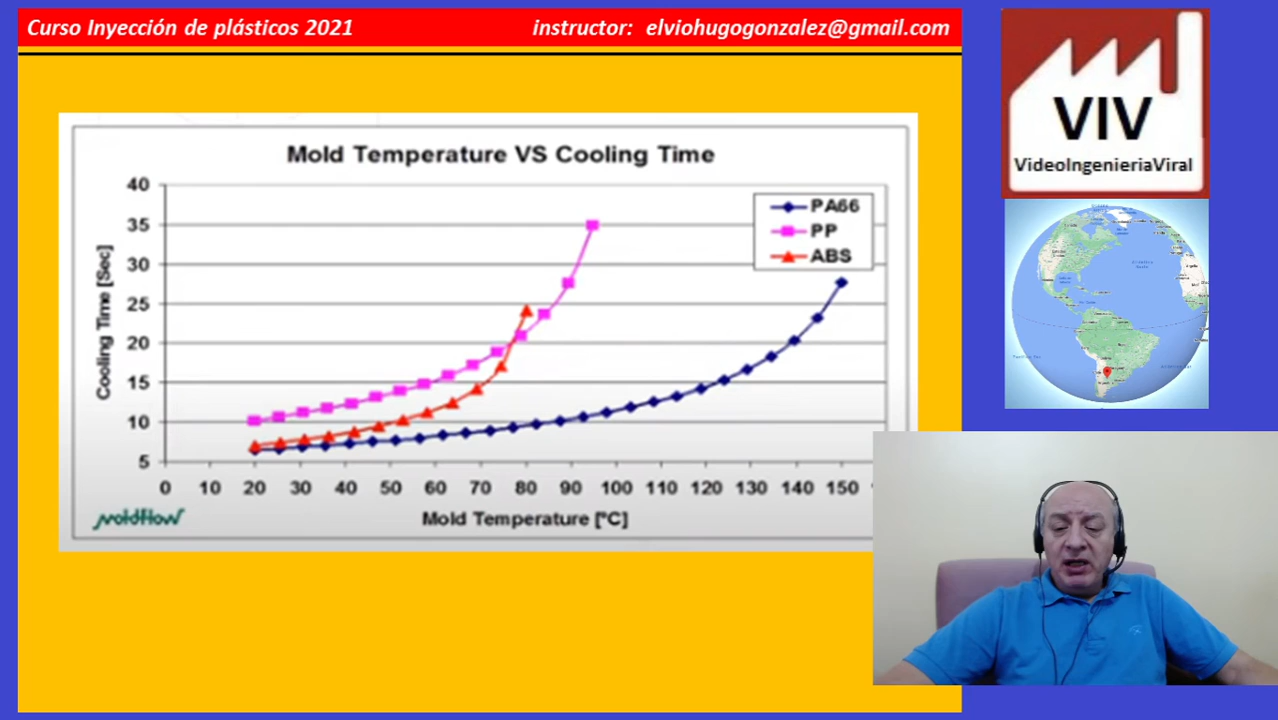 Curso Inyección de plásticos 2021
instructor: elviohugogonzalez@gmail.com
VIV
VideoIngenieriaViral
Mold Temperature VS Cooling Time
Cooling Time [Sec]
40
35
30
25
20
15
10
5
PA66
PP
ABS
0 10 20 30 40 50 60 70 80 90 100 110 120 130 140 150
Mold Temperature [°C]
moldflow